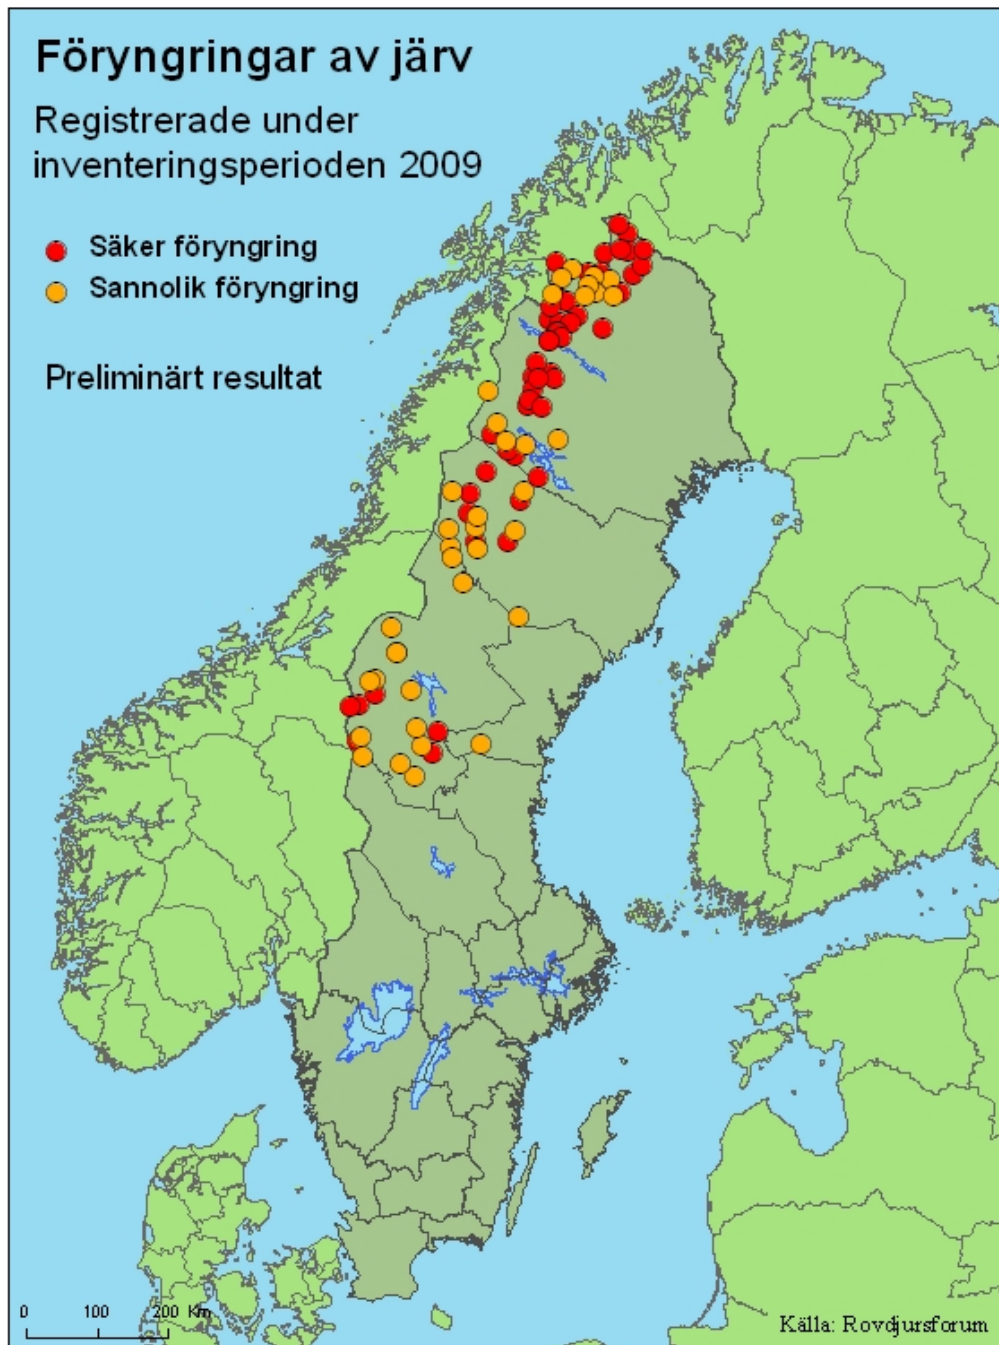 Föryngringar av järv
Registrerade under
inventeringsperioden 2009
Säker föryngring
Sannolik föryngring
Preliminärt resultat
0 100 200 Km
Källa: Rovdjursforum